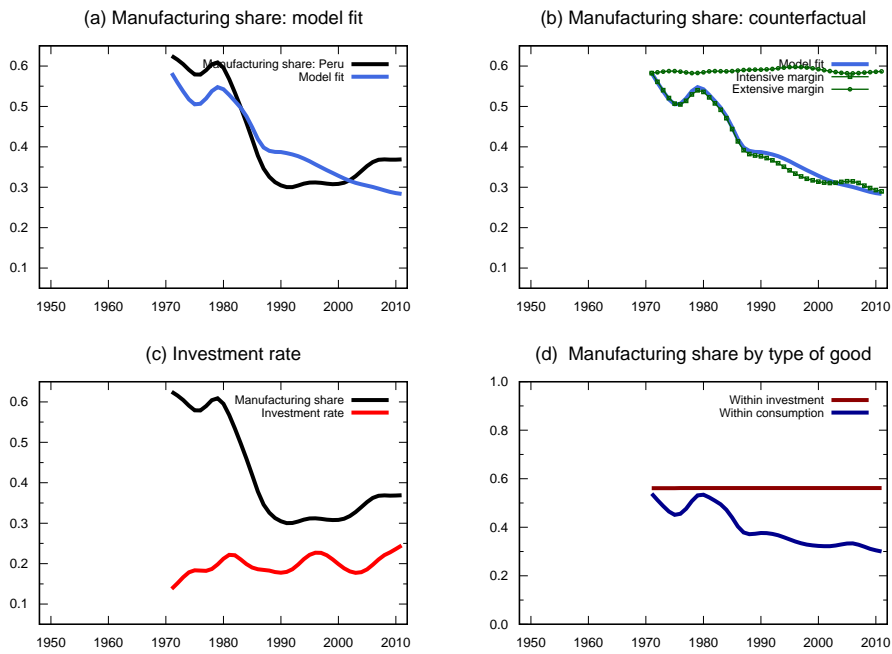 (a) Manufacturing share: model fit
0.6
0.5
0.4
0.3
0.2
0.1
Manufacturing share: Peru
Model fit
1950 1960 1970 1980 1990 2000 2010
(b) Manufacturing share: counterfactual
0.6
0.5
0.4
0.3
0.2
0.1
Model fit
Intensive margin
Extensive margin
1950 1960 1970 1980 1990 2000 2010
(c) Investment rate
0.6
0.5
0.4
0.3
0.2
0.1
Manufacturing share
Investment rate
1950 1960 1970 1980 1990 2000 2010
(d) Manufacturing share by type of good
1.0
0.8
0.6
0.4
0.2
0.0
Within investment
Within consumption
1950 1960 1970 1980 1990 2000 2010